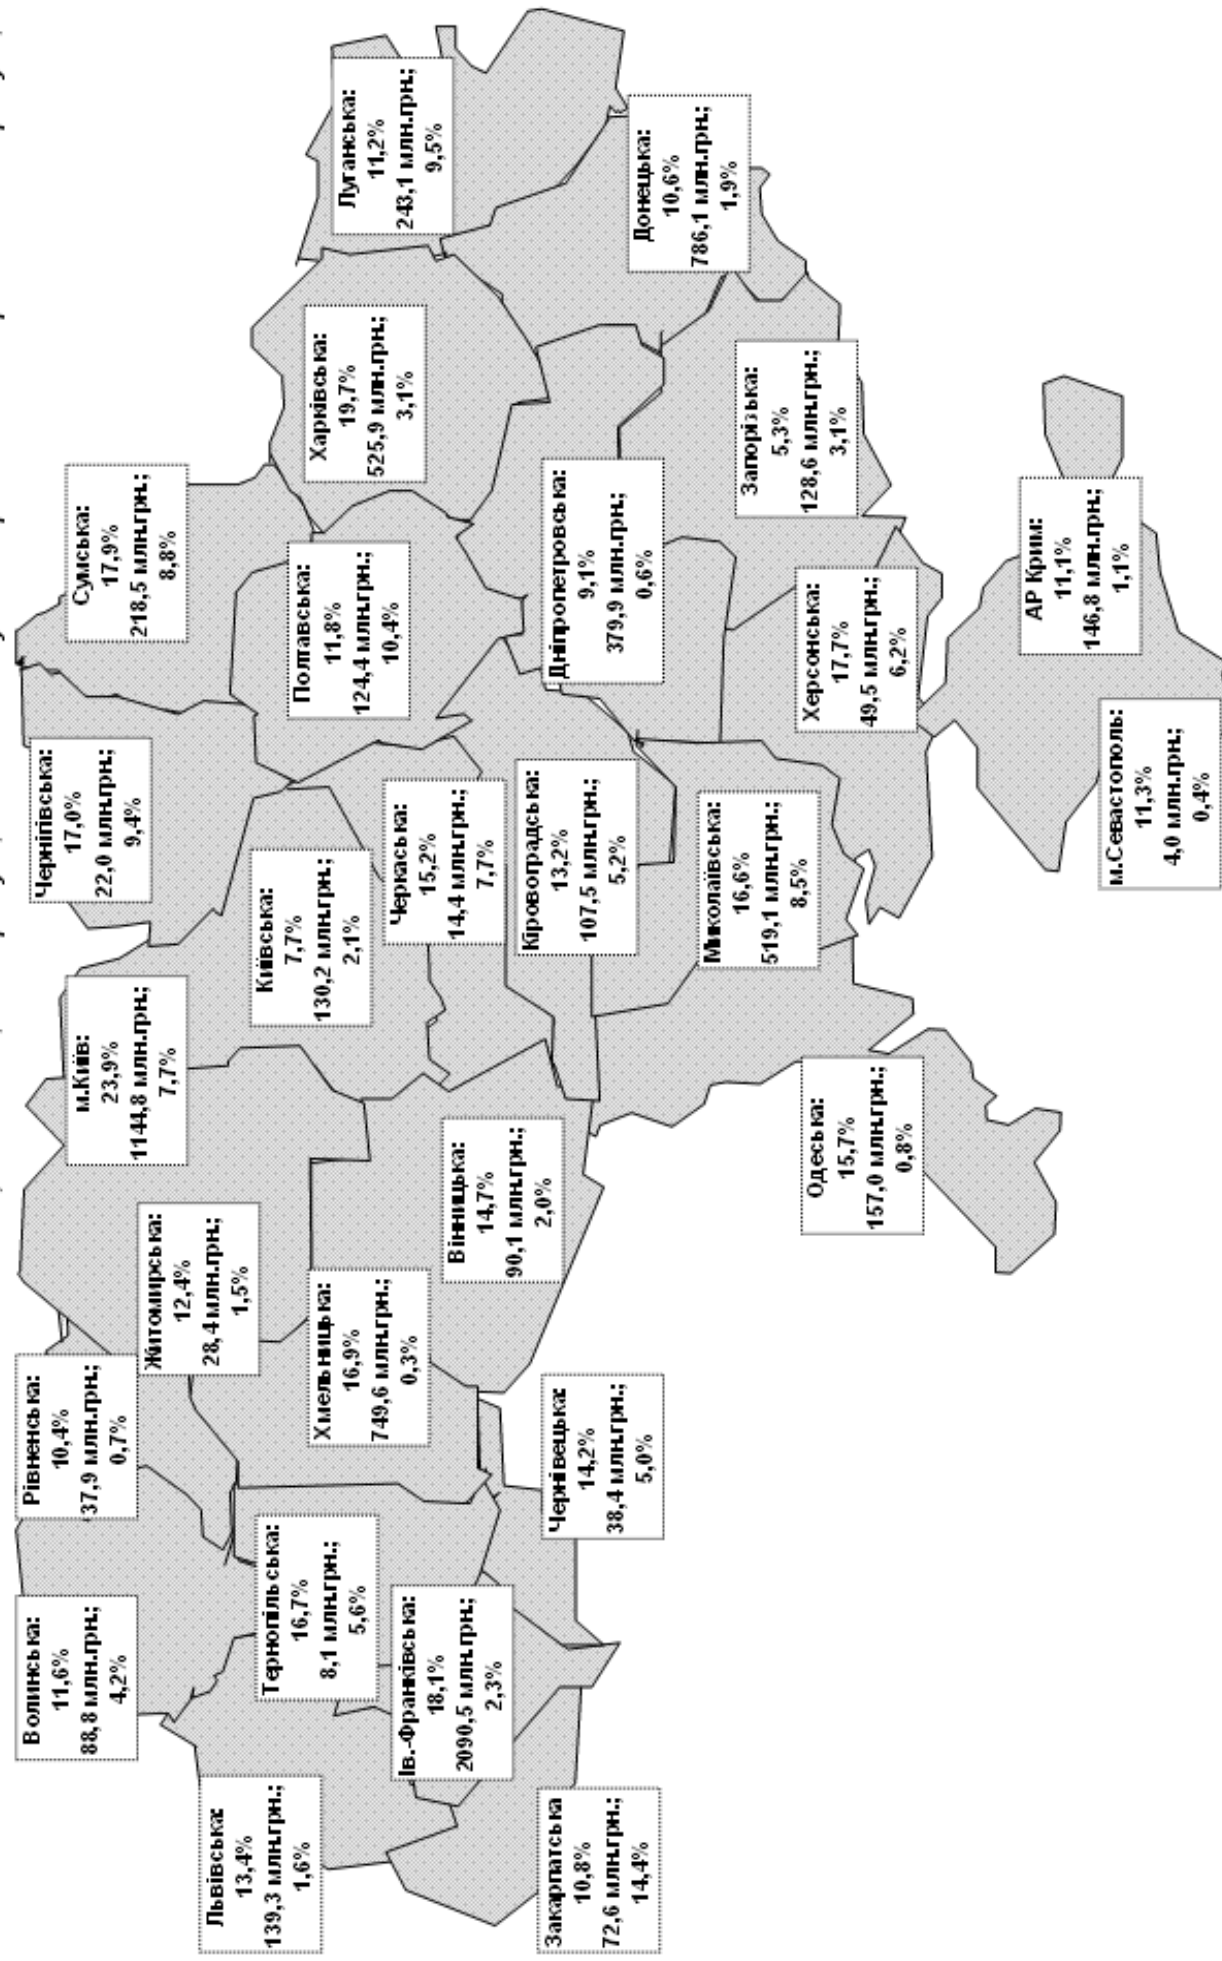 Волинська:
11,6%
88,8 млн.грн.;
4,2%
Рівненська:
10,4%
37,9 млн.грн.;
0,7%
Житомирська:
12,4%
28,4 млн.грн.;
1,5%
м.Київ:
23,9%
1144,8 млн.грн.;
7,7%
Чернігівська:
17,0%
22,0 млн.грн.;
9,4%
Сумська:
17,9%
218,5 млн.грн.;
8,8%
Львівська:
13,4%
139,3 млн.грн.;
1,6%
Тернопільська:
16,7%
8,1 млн.грн.;
5,6%
Хмельницька:
16,9%
749,6 млн.грн.;
0,3%
Київська:
7,7%
130,2 млн.грн.;
2,1%
Полтавська:
11,8%
124,4 млн.грн.;
10,4%
Харківська:
19,7%
525,9 млн.грн.;
3,1%
Луганська:
11,2%
243,1 млн.грн.;
9,5%
Ів.-Франківська:
18,1%
2090,5 млн.грн.;
2,3%
Вінницька:
14,7%
90,1 млн.грн.;
2,0%
Черкаська:
15,2%
14,4 млн.грн.;
7,7%
Закарпатська
10,8%
72,6 млн.грн.;
14,4%
Чернівецька:
14,2%
38,4 млн.грн.;
5,0%
Кіровоградська:
13,2%
107,5 млн.грн.;
5,2%
Дніпропетровська:
9,1%
379,9 млн.грн.;
0,6%
Донецька:
10,6%
786,1 млн.грн.;
1,9%
Миколаївська:
16,6%
519,1 млн.грн.;
8,5%
Запорізька:
5,3%
128,6 млн.грн.;
3,1%
Одеська:
15,7%
157,0 млн.грн.;
0,8%
Херсонська:
17,7%
49,5 млн.грн.;
6,2%
АР Крим:
11,1%
146,8 млн.грн.;
1,1%
м.Севастополь:
11,3%
4,0 млн.грн.;
0,4%